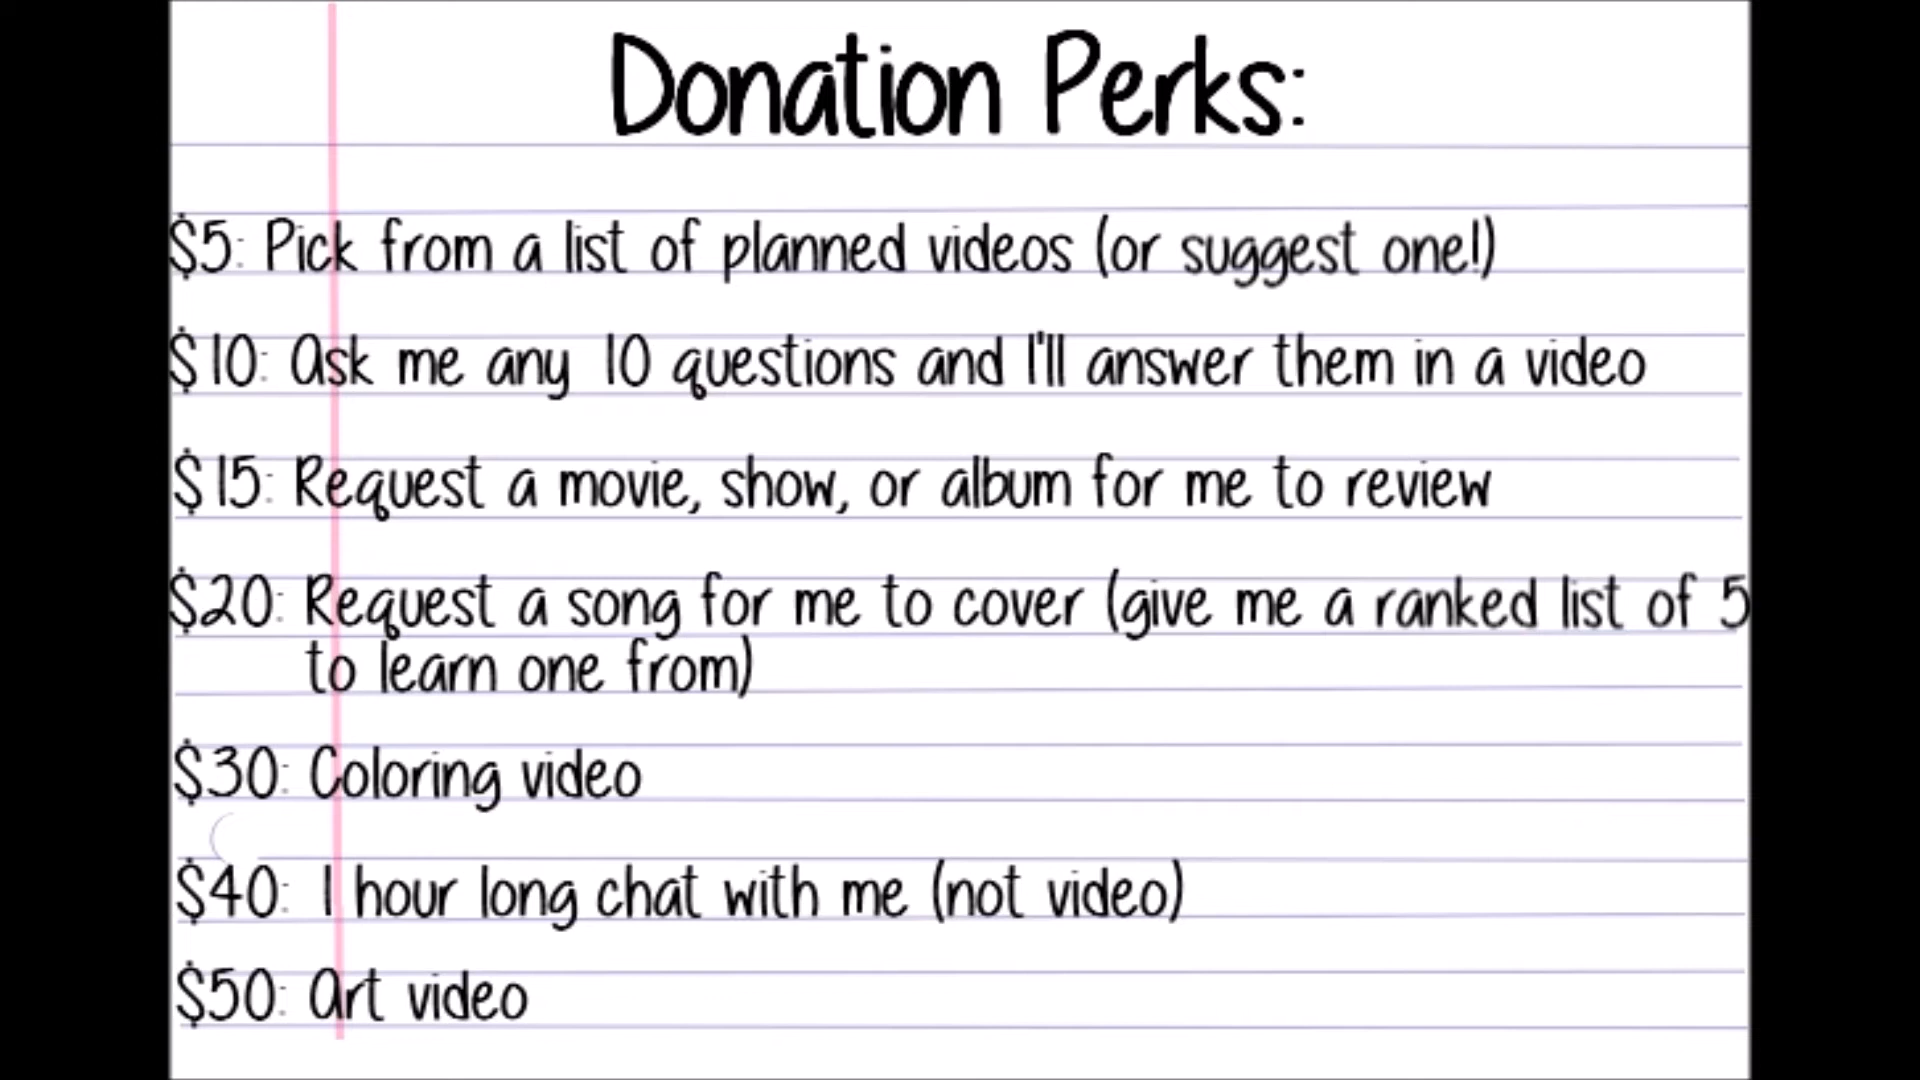 Donation Perks:
$5: Pick from a list of planned videos (or suggest one!)
$10: Ask me any 10 questions and I'll answer them in a video
$15: Request a movie, show, or album for me to review
$20: Request a song for me to cover (give me a ranked list of 5
to learn one from)
$30: Coloring video
$40: 1 hour long chat with me (not video)
$50: Art video